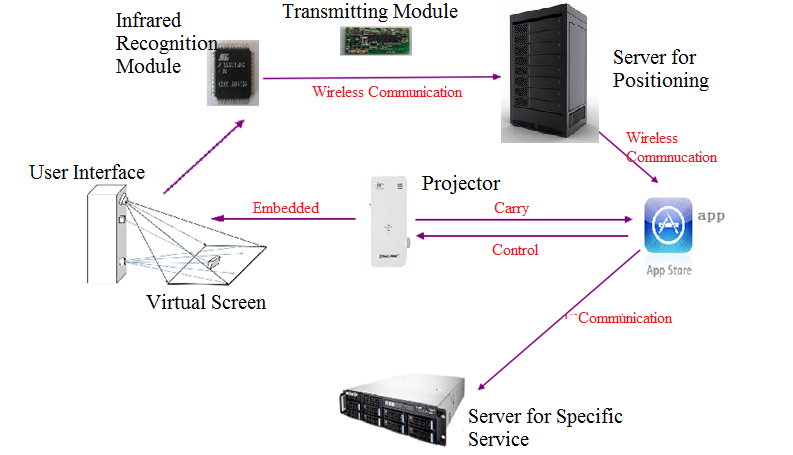 Transmitting Module
Infrared
Recognition
Module
Server for
Positioning
Wireless Communication
Wireless
Commnucation
User Interface
Projector
Embedded
Carry
app
Control
App Store
Virtual Screen
Communication
Server for Specific
Service